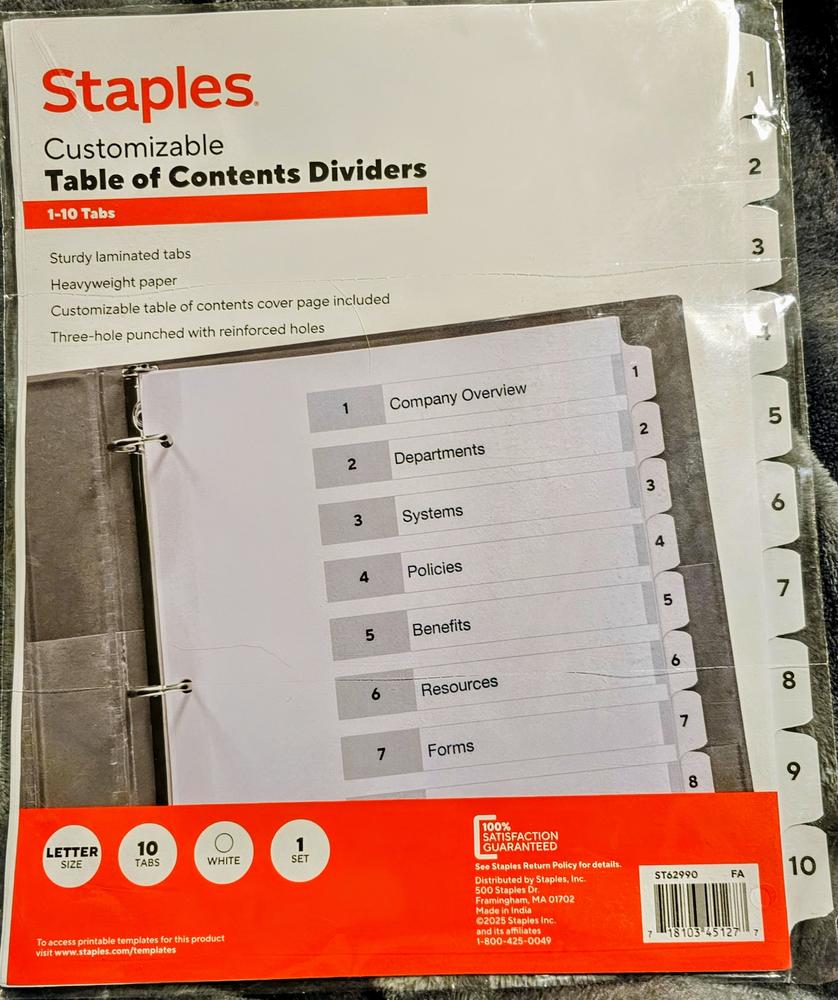 Staples
Customizable
Table of Contents Dividers
1-10 Tabs
Sturdy laminated tabs
Heavyweight paper
Customizable table of contents cover page included
Three-hole punched with reinforced holes
1 Company Overview
2 Departments
3 Systems
4 Policies
5 Benefits
6 Resources
7 Forms
1
2
3
4
5
6
7
8
1
2
3
4
5
6
7
8
9
10
LETTER
SIZE
10
TABS
WHITE
1
SET
100%
SATISFACTION
GUARANTEED
See Staples Return Policy for details.
Distributed by Staples, Inc.
500 Staples Dr.
Framingham, MA 01702
Made in India
©2025 Staples Inc.
and its affiliates
1-800-425-0049
To access printable templates for this product
visit www.staples.com/templates
ST62990 FA
7 18103 45127 7